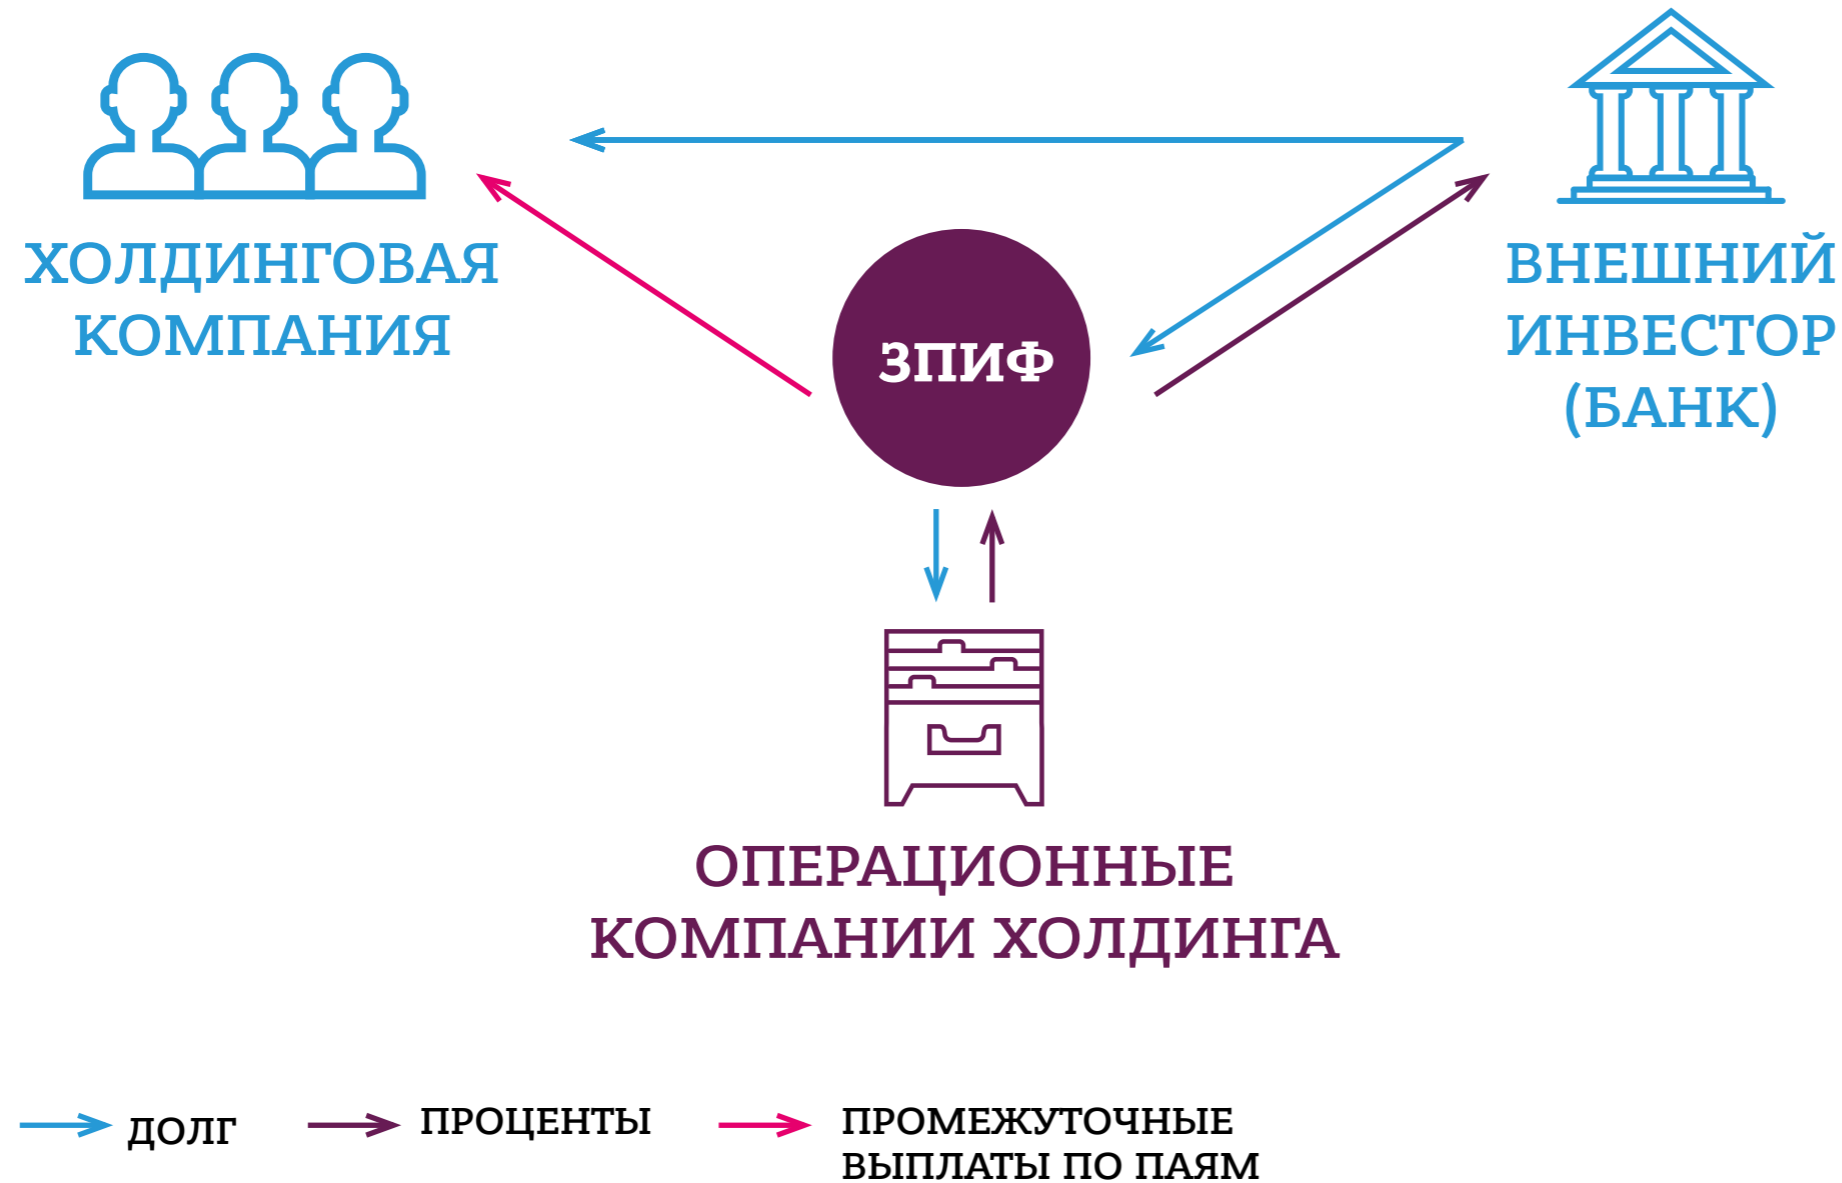 ХОЛДИНГОВАЯ
КОМПАНИЯ
ЗПИФ
ВНЕШНИЙ
ИНВЕСТОР
(БАНК)
ОПЕРАЦИОННЫЕ
КОМПАНИИ ХОЛДИНГА
ДОЛГ
ПРОЦЕНТЫ
ПРОМЕЖУТОЧНЫЕ
ВЫПЛАТЫ ПО ПАЯМ